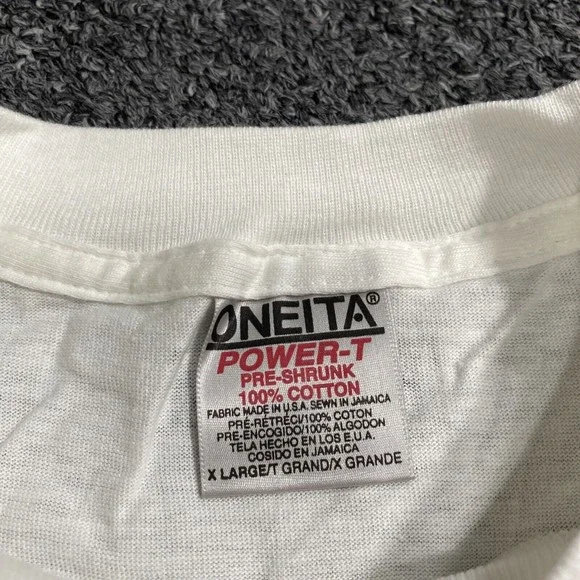 ONEITA®
POWER-T
PRE-SHRUNK
100% COTTON
FABRIC MADE IN U.S.A. SEWN IN JAMAICA
PRÉ-RÉTRÉCI/100% COTON
PRE-ENCOGIDO/100% ALGODON
TELA HECHO EN LOS E.U.A.
COSIDO EN JAMAICA
X LARGE/T GRAND/X GRANDE